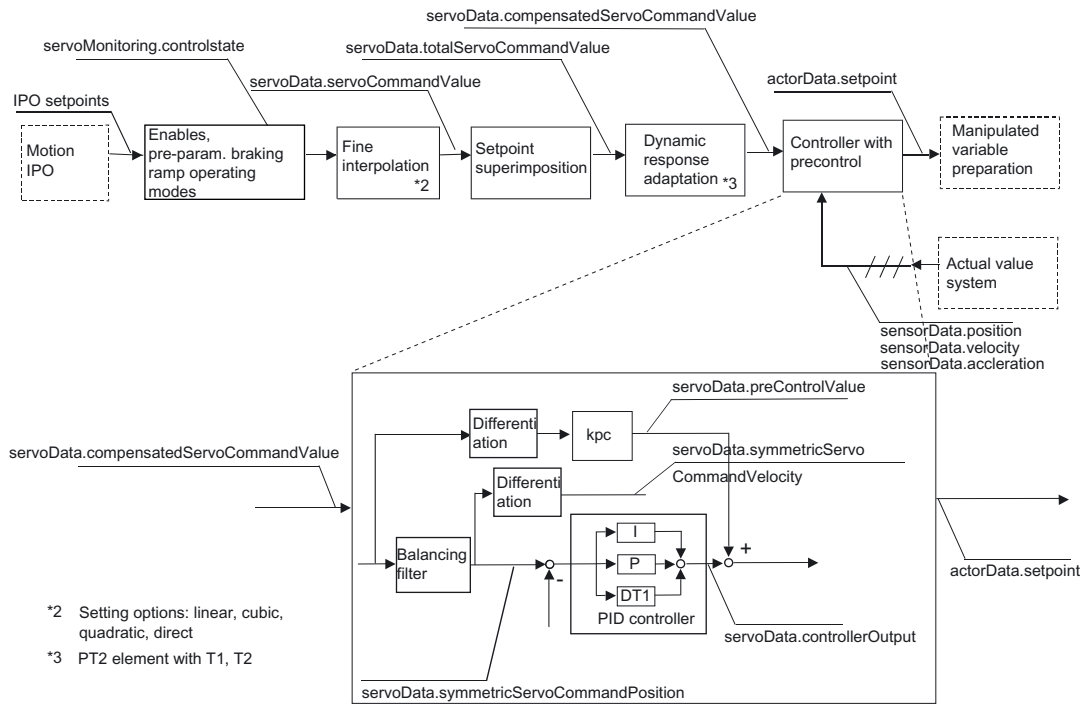 servoData.compensatedServoCommandValue
servoMonitoring.controlstate
servoData.totalServoCommandValue
servoData.servoCommandValue
actorData.setpoint
IPO setpoints
Motion
IPO
Enables,
pre-param. braking
ramp operating
modes
Fine
interpolation
*2
Setpoint
superimposition
Dynamic
response
adaptation *3
Controller with
precontrol
Manipulated
variable
preparation
Actual value
system
sensorData.position
sensorData.velocity
sensorData.accleration
servoData.preControlValue
Differenti
ation
kpc
servoData.compensatedServoCommandValue
servoData.symmetricServo
CommandVelocity
Differenti
ation
Balancing
filter
-
I
P
DT1
PID controller
+
actorData.setpoint
servoData.controllerOutput
servoData.symmetricServoCommandPosition
*2 Setting options: linear, cubic,
quadratic, direct
*3 PT2 element with T1, T2